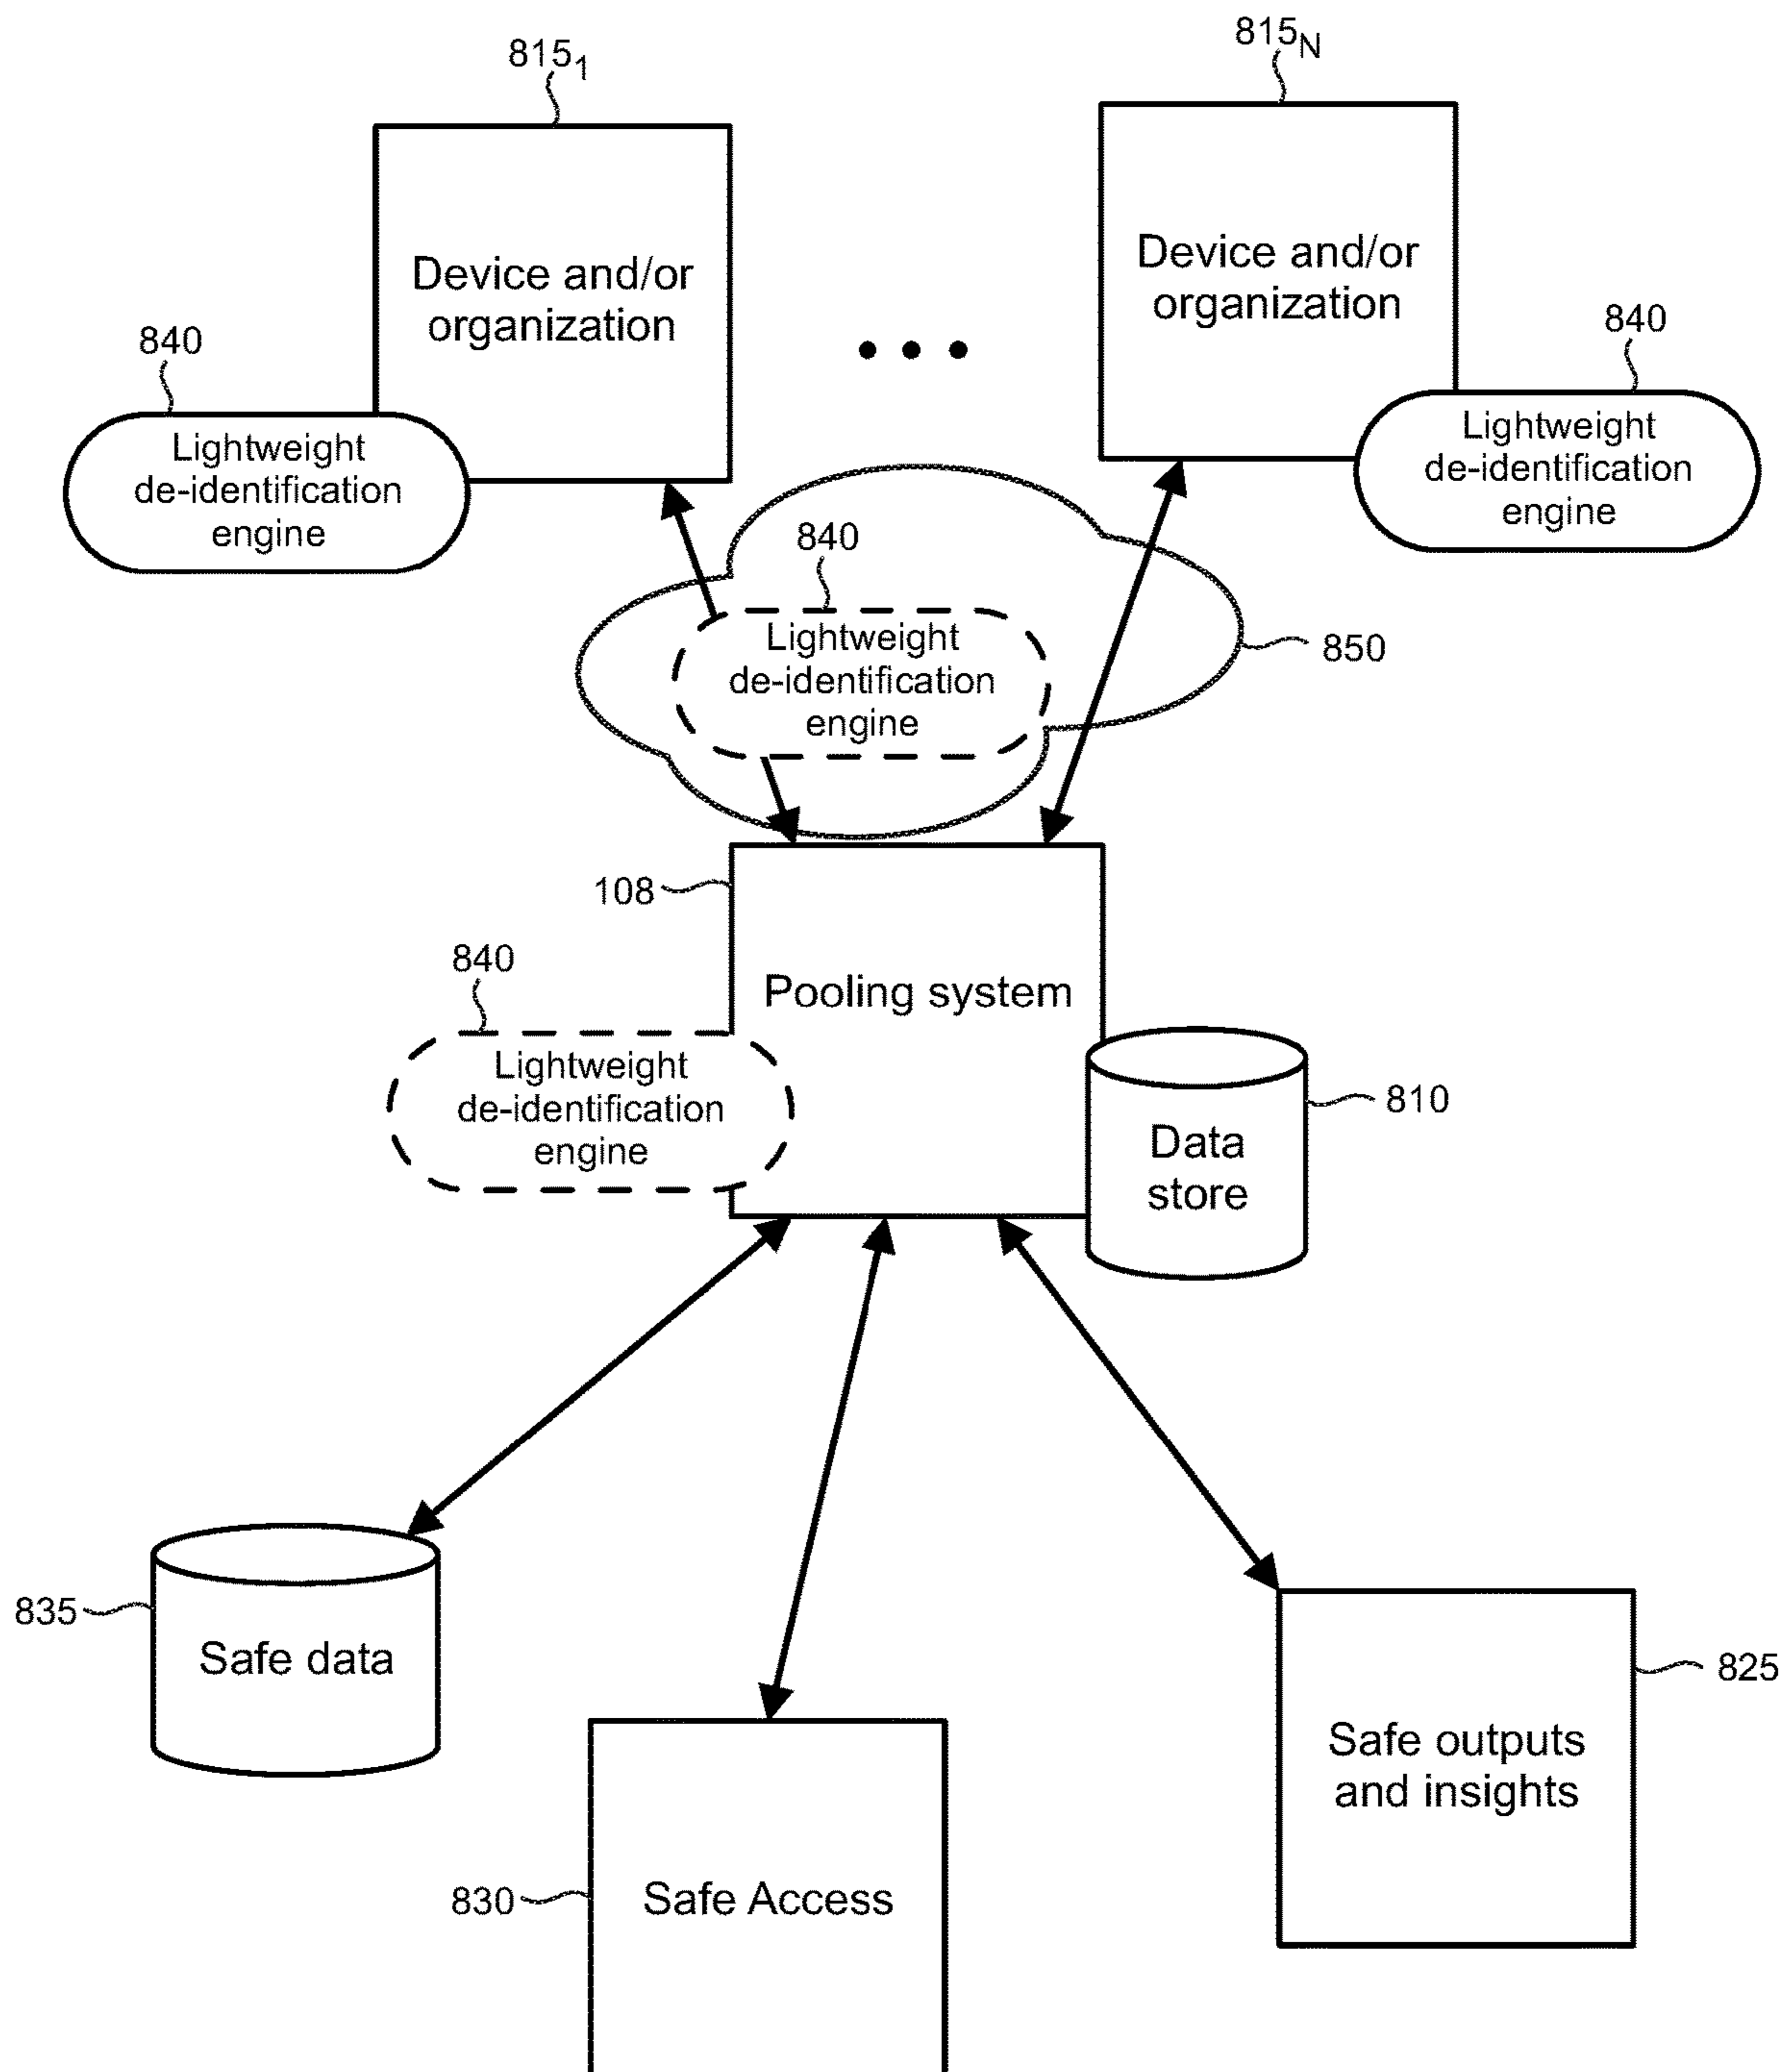 815₁
815N
Device and/or
organization
Device and/or
organization
840
840
Lightweight
de-identification
engine
Lightweight
de-identification
engine
840
Lightweight
de-identification
engine
850
108
Pooling system
840
Lightweight
de-identification
engine
810
Data
store
835
Safe data
825
Safe outputs
and insights
830
Safe Access